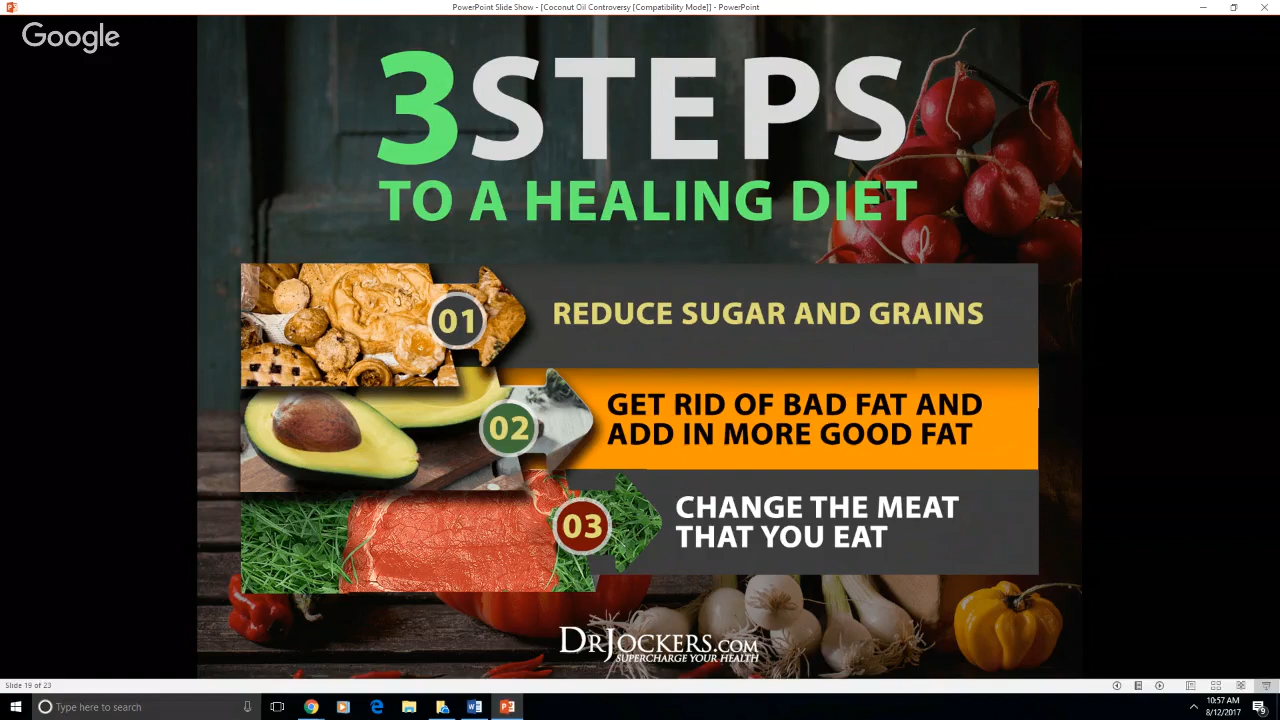 PowerPoint Slide Show - [Coconut Oil Controversy [Compatibility Mode]] - PowerPoint
Google
3STEPS
TO A HEALING DIET
01
REDUCE SUGAR AND GRAINS
02
GET RID OF BAD FAT AND
ADD IN MORE GOOD FAT
03
CHANGE THE MEAT
THAT YOU EAT
DRJOCKERS.COM
SUPERCHARGE YOUR HEALTH
Slide 19 of 23
Type here to search
10:57 AM
8/12/2017
9